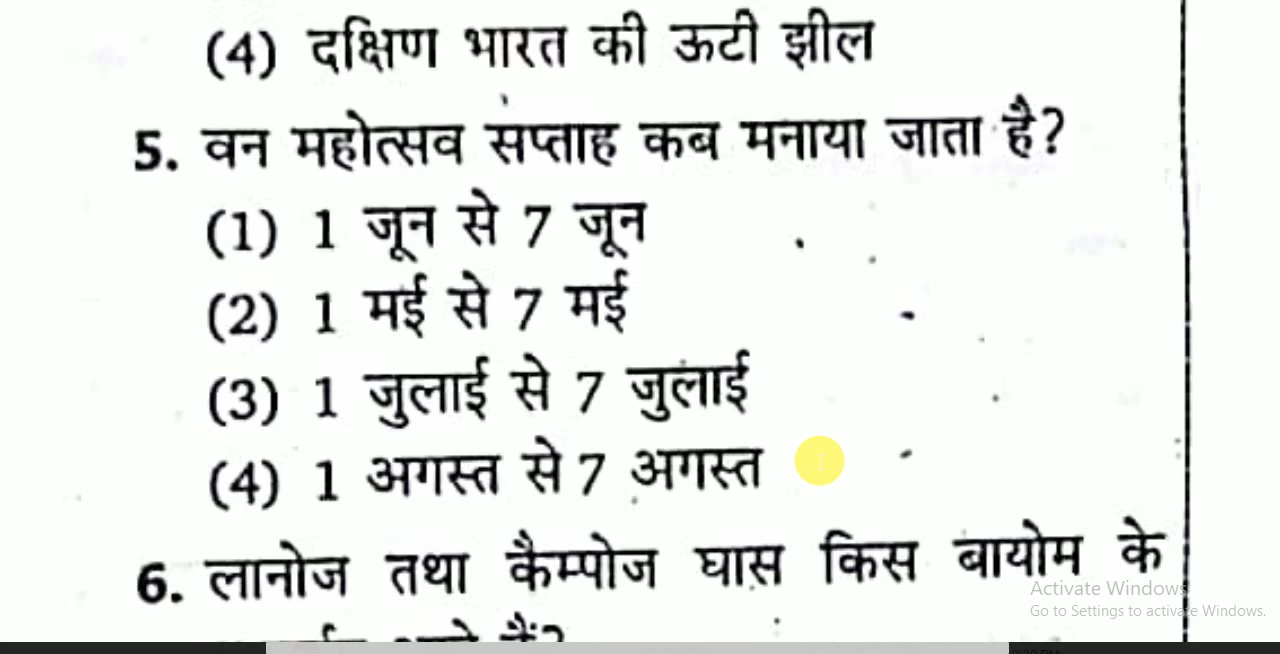 (4) दक्षिण भारत की ऊटी झील
5. वन महोत्सव सप्ताह कब मनाया जाता है?
(1) 1 जून से 7 जून
(2) 1 मई से 7 मई
(3) 1 जुलाई से 7 जुलाई
(4) 1 अगस्त से 7 अगस्त
6. लानोज तथा कैम्पोज घास किस बायोम के
Activate Windows
Go to Settings to activate Windows.